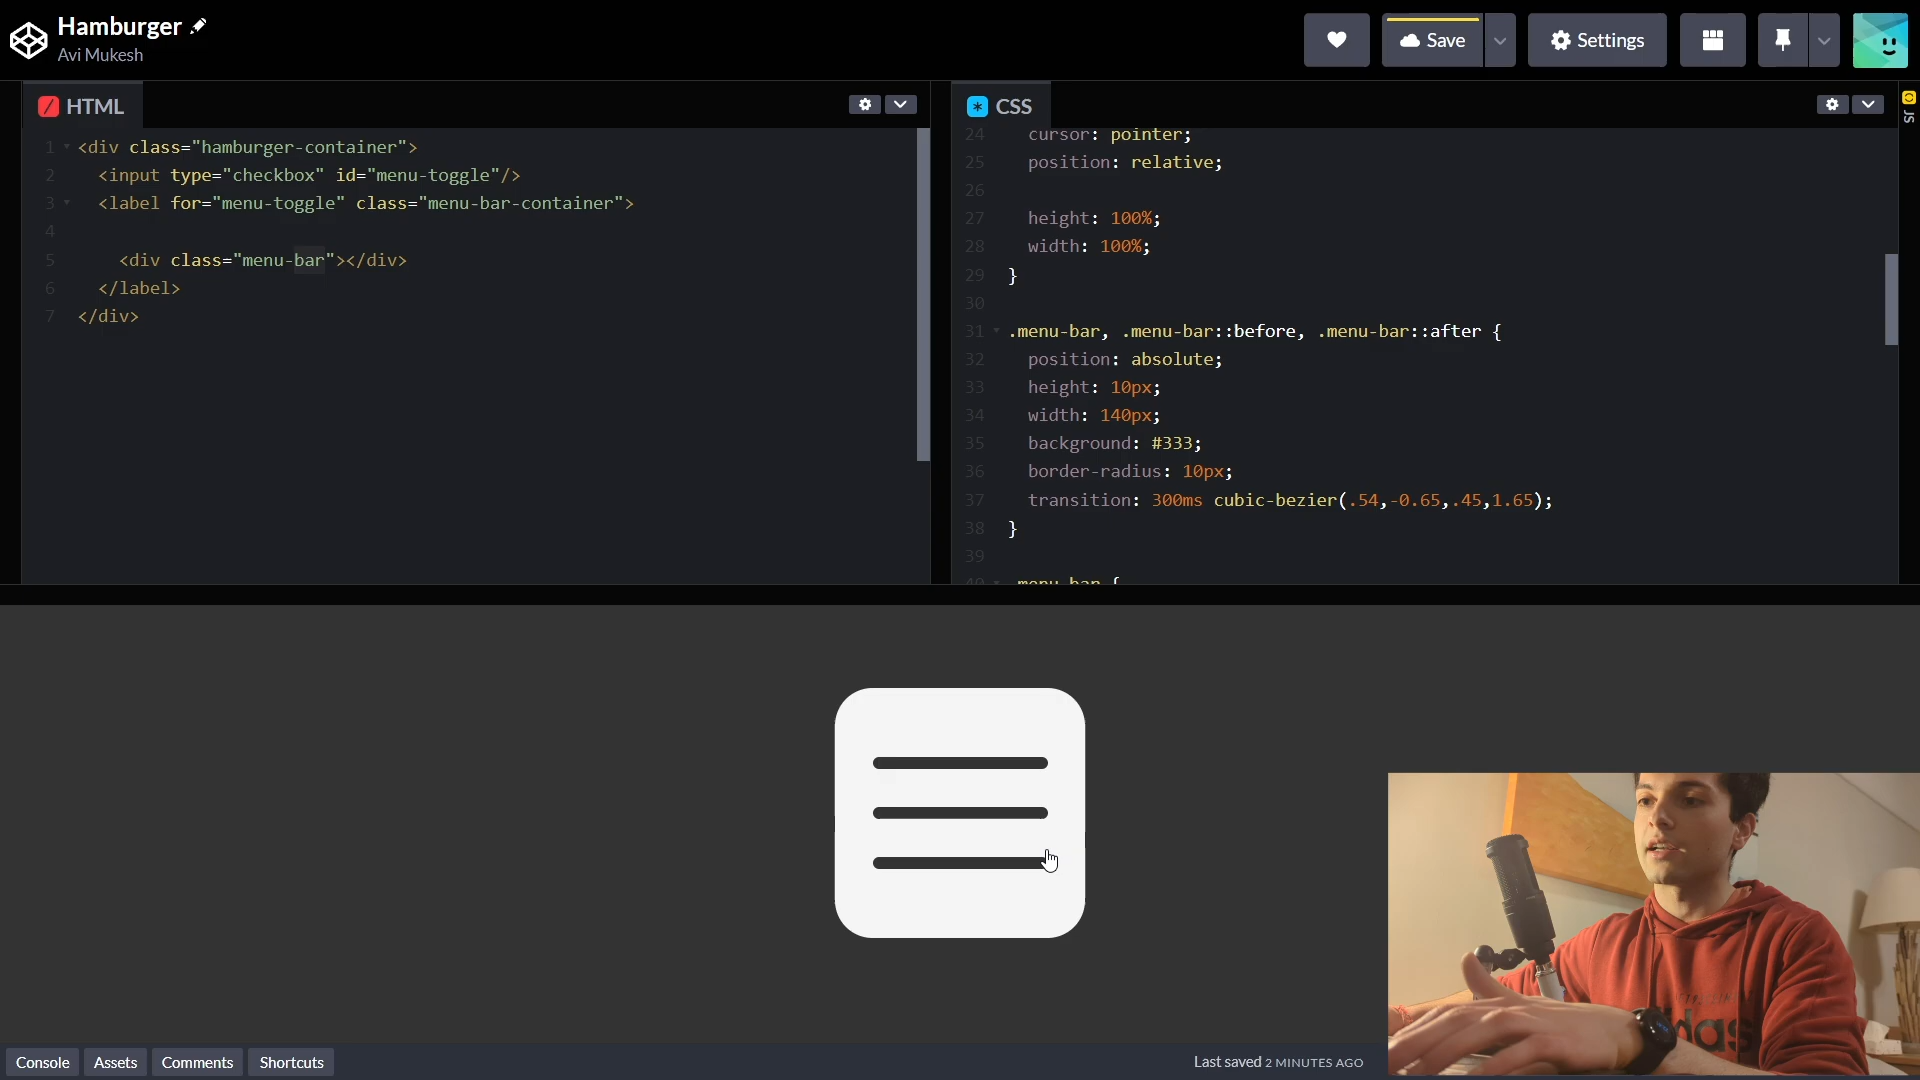 Hamburger
Avi Mukesh
Save
Settings
HTML
1 <div class="hamburger-container">
2 <input type="checkbox" id="menu-toggle"/>
3 <label for="menu-toggle" class="menu-bar-container">
4
5 <div class="menu-bar"></div>
6 </label>
7 </div>
CSS
24 cursor: pointer;
25 position: relative;
26
27 height: 100%;
28 width: 100%;
29 }
30
31 .menu-bar, .menu-bar::before, .menu-bar::after {
32 position: absolute;
33 height: 10px;
34 width: 140px;
35 background: #333;
36 border-radius: 10px;
37 transition: 300ms cubic-bezier(.54,-0.65,.45,1.65);
38 }
39
40 .menu-bar {
JS
Console
Assets
Comments
Shortcuts
Last saved 2 MINUTES AGO